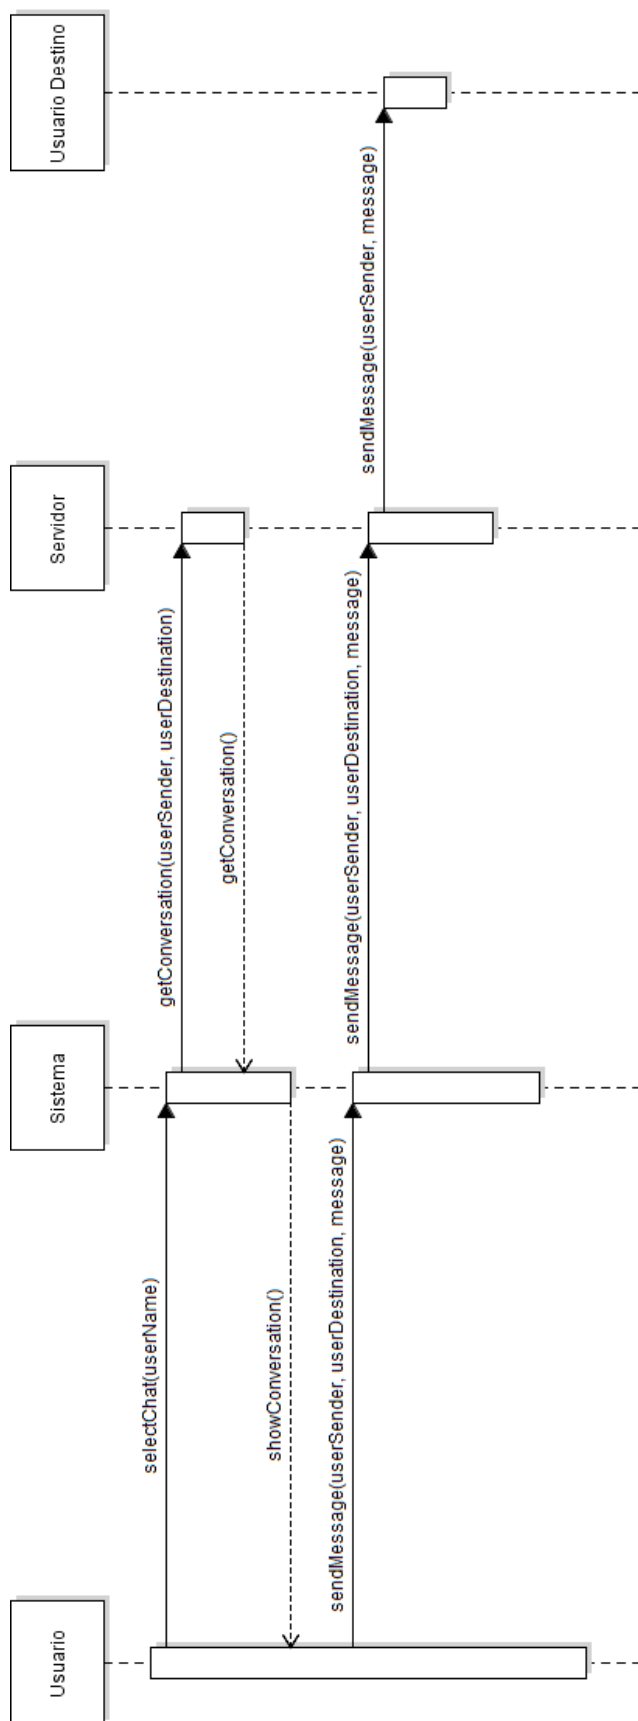 Usuario
Sistema
Servidor
Usuario Destino
selectChat(userName)
getConversation(userSender, userDestination)
getConversation()
showConversation()
sendMessage(userSender, userDestination, message)
sendMessage(userSender, userDestination, message)
sendMessage(userSender, message)